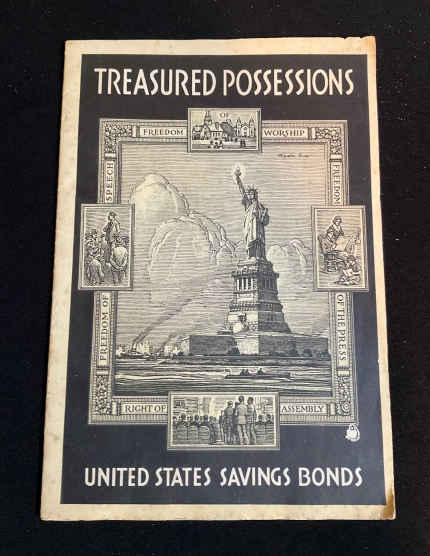 TREASURED POSSESSIONS
FREEDOM OF WORSHIP
FREEDOM OF SPEECH
FREEDOM OF THE PRESS
RIGHT OF ASSEMBLY
UNITED STATES SAVINGS BONDS